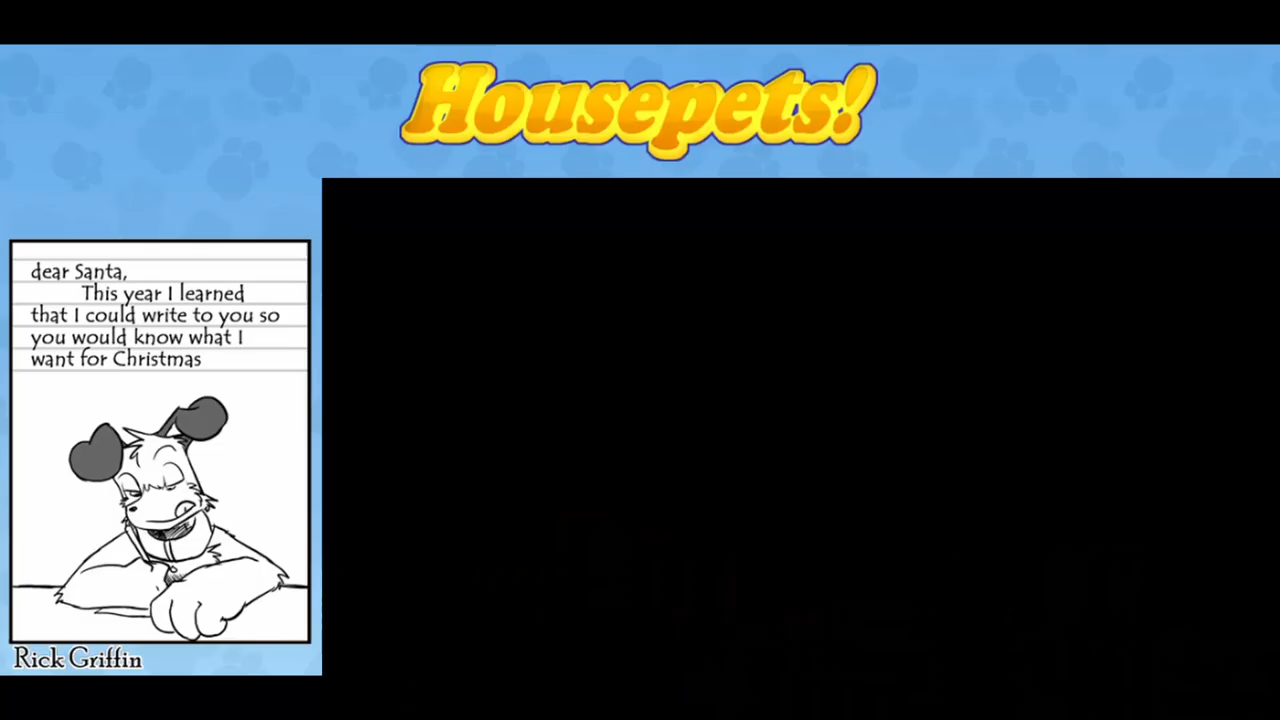 Housepets!
dear Santa,
This year I learned
that I could write to you so
you would know what I
want for Christmas
Rick Griffin